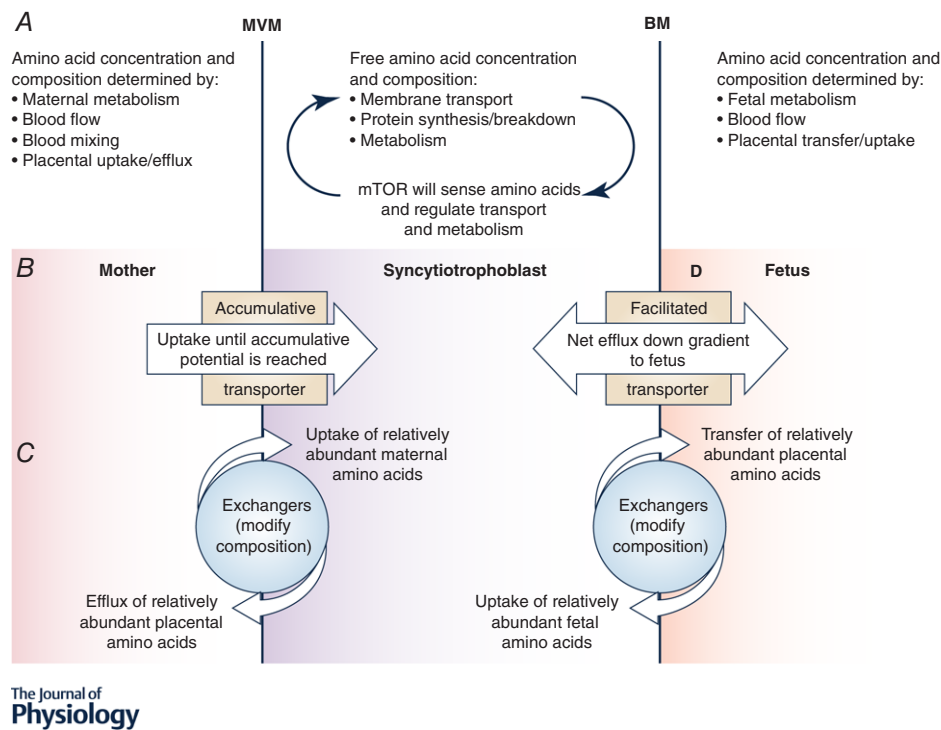 A
MVM
BM
Amino acid concentration and
composition determined by:
• Maternal metabolism
• Blood flow
• Blood mixing
• Placental uptake/efflux
Free amino acid concentration
and composition:
• Membrane transport
• Protein synthesis/breakdown
• Metabolism
mTOR will sense amino acids
and regulate transport
and metabolism
Amino acid concentration and
composition determined by:
• Fetal metabolism
• Blood flow
• Placental transfer/uptake
B
Mother
Syncytiotrophoblast
D
Fetus
Accumulative
Uptake until accumulative
potential is reached
transporter
Facilitated
Net efflux down gradient
to fetus
transporter
C
Uptake of relatively
abundant maternal
amino acids
Exchangers
(modify
composition)
Efflux of relatively
abundant placental
amino acids
Transfer of relatively
abundant placental
amino acids
Exchangers
(modify
composition)
Uptake of relatively
abundant fetal
amino acids
The Journal of
Physiology